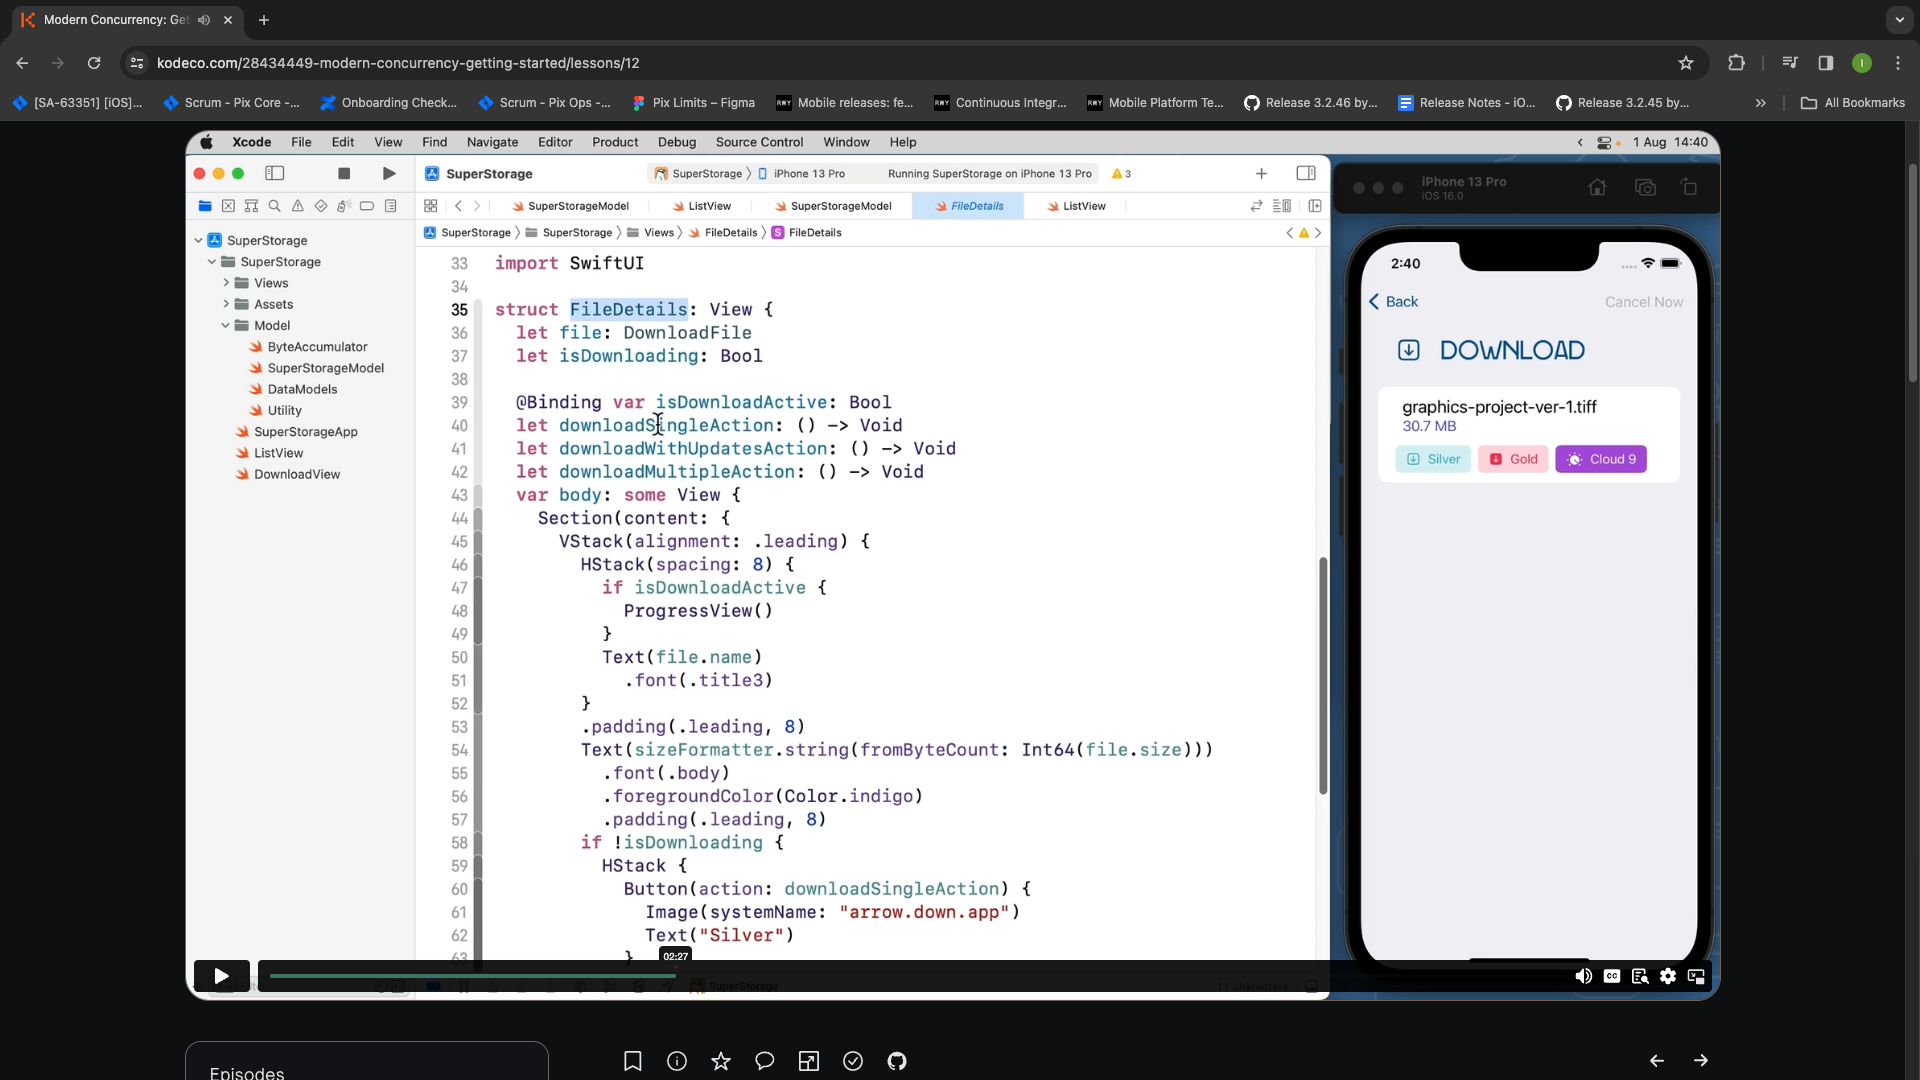 Modern Concurrency: Get
kodeco.com/28434449-modern-concurrency-getting-started/lessons/12
[SA-63351] [iOS]...
Scrum - Pix Core -...
Onboarding Check...
Scrum - Pix Ops -...
Pix Limits – Figma
RWY Mobile releases: fe...
RWY Continuous Integr...
RWY Mobile Platform Te...
Release 3.2.46 by...
Release Notes - iO...
Release 3.2.45 by...
»
All Bookmarks
Xcode File Edit View Find Navigate Editor Product Debug Source Control Window Help
1 Aug 14:40
SuperStorage
SuperStorage 〉 iPhone 13 Pro
Running SuperStorage on iPhone 13 Pro
3
SuperStorageModel
ListView
SuperStorageModel
FileDetails
ListView
SuperStorage 〉 SuperStorage 〉 Views 〉 FileDetails 〉 S FileDetails
SuperStorage
SuperStorage
Views
Assets
Model
ByteAccumulator
SuperStorageModel
DataModels
Utility
SuperStorageApp
ListView
DownloadView
33 import SwiftUI
34
35 struct FileDetails: View {
36 let file: DownloadFile
37 let isDownloading: Bool
38
39 @Binding var isDownloadActive: Bool
40 let downloadSingleAction: () -> Void
41 let downloadWithUpdatesAction: () -> Void
42 let downloadMultipleAction: () -> Void
43 var body: some View {
44 Section(content: {
45 VStack(alignment: .leading) {
46 HStack(spacing: 8) {
47 if isDownloadActive {
48 ProgressView()
49 }
50 Text(file.name)
51 .font(.title3)
52 }
53 .padding(.leading, 8)
54 Text(sizeFormatter.string(fromByteCount: Int64(file.size)))
55 .font(.body)
56 .foregroundColor(Color.indigo)
57 .padding(.leading, 8)
58 if !isDownloading {
59 HStack {
60 Button(action: downloadSingleAction) {
61 Image(systemName: "arrow.down.app")
62 Text("Silver")
63 }
02:27
SuperStorage
11 characters
iPhone 13 Pro
iOS 16.0
2:40
Back
Cancel Now
DOWNLOAD
graphics-project-ver-1.tiff
30.7 MB
Silver
Gold
Cloud 9
CC
Episodes